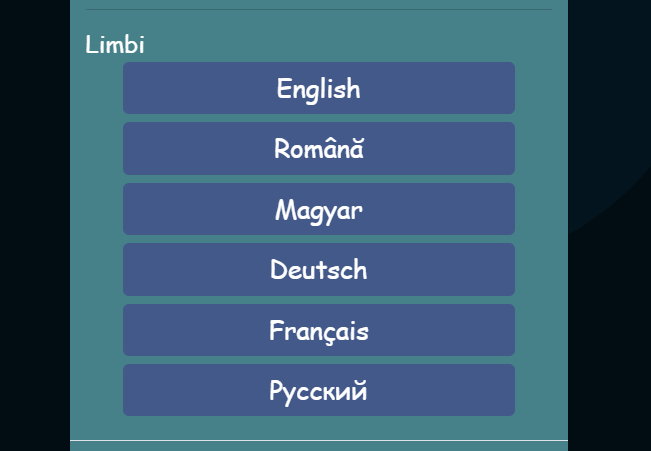 Limbi
English
Română
Magyar
Deutsch
Français
Русский